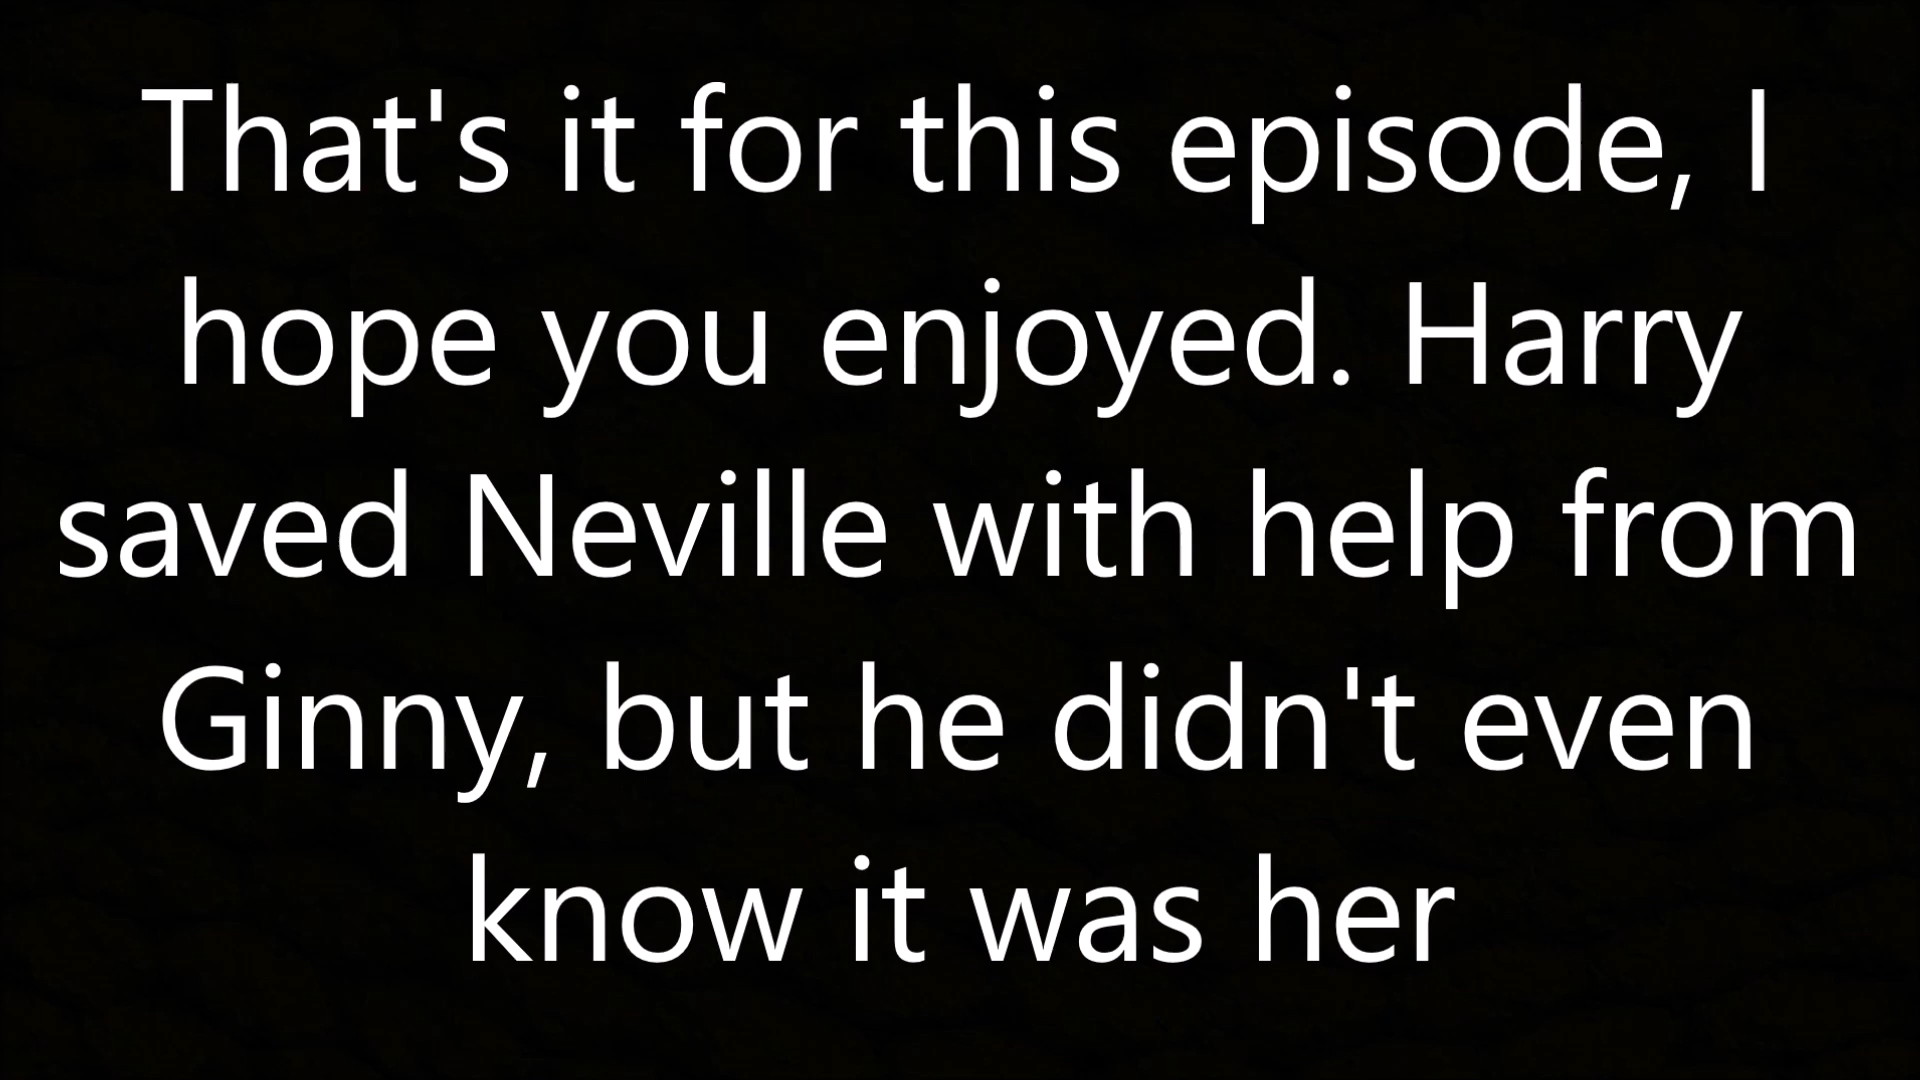 That's it for this episode, I
hope you enjoyed. Harry
saved Neville with help from
Ginny, but he didn't even
know it was her